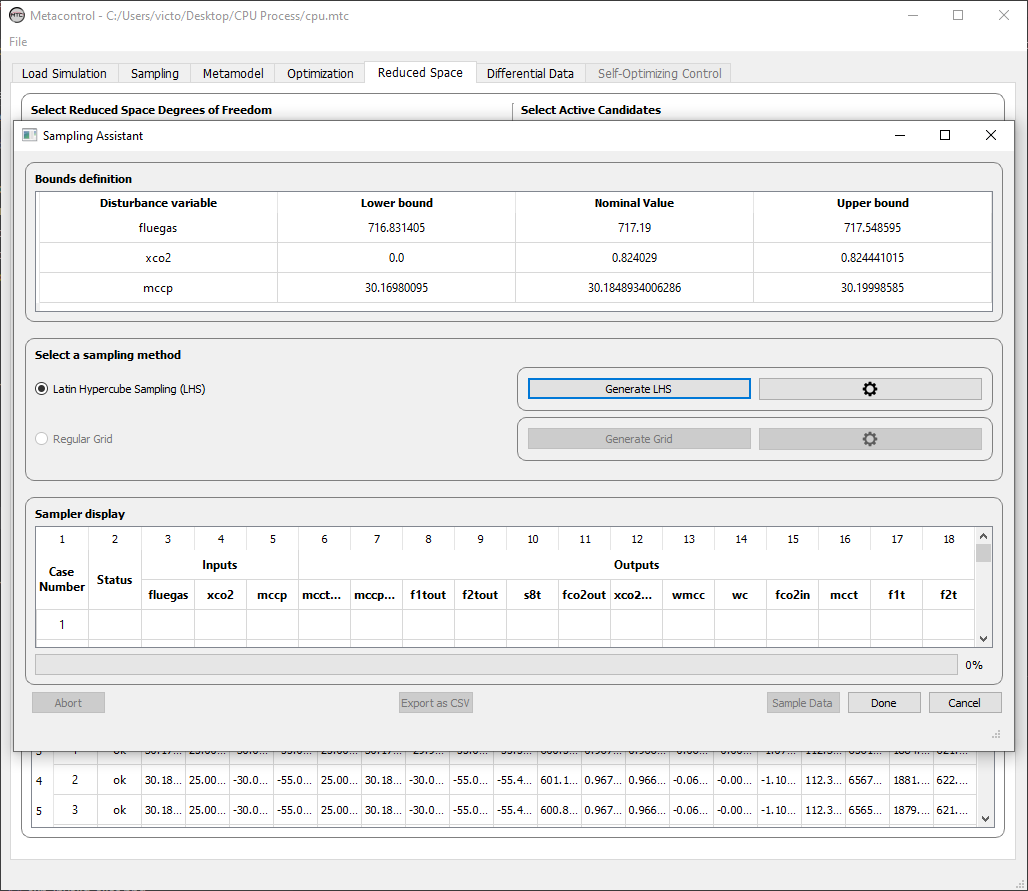 Metacontrol - C:/Users/victo/Desktop/CPU Process/cpu.mtc
File
Load Simulation Sampling Metamodel Optimization Reduced Space Differential Data Self-Optimizing Control
Select Reduced Space Degrees of Freedom Select Active Candidates
Sampling Assistant
Bounds definition
Disturbance variable Lower bound Nominal Value Upper bound
fluegas 716.831405 717.19 717.548595
xco2 0.0 0.824029 0.824441015
mccp 30.16980095 30.1848934006286 30.19998585
Select a sampling method
Latin Hypercube Sampling (LHS) Generate LHS
Regular Grid Generate Grid
Sampler display
1 2 3 4 5 6 7 8 9 10 11 12 13 14 15 16 17 18
Case Number Status Inputs Outputs
fluegas xco2 mccp mcct... mccp... f1tout f2tout s8t fco2out xco2... wmcc wc fco2in mcct f1t f2t
1
0%
Abort Export as CSV Sample Data Done Cancel
4 2 ok 30.18... 25.00... -30.0... -55.0... 25.00... 30.18... -30.0... -55.0... -55.4... 601.1... 0.967... 0.966... -0.06... -0.00... -1.10... 112.3... 6567... 1881.... 622....
5 3 ok 30.18... 25.00... -30.0... -55.0... 25.00... 30.18... -30.0... -55.0... -55.4... 600.8... 0.967... 0.966... -0.06... -0.06... -1.10... 112.3... 6565... 1879.... 621....